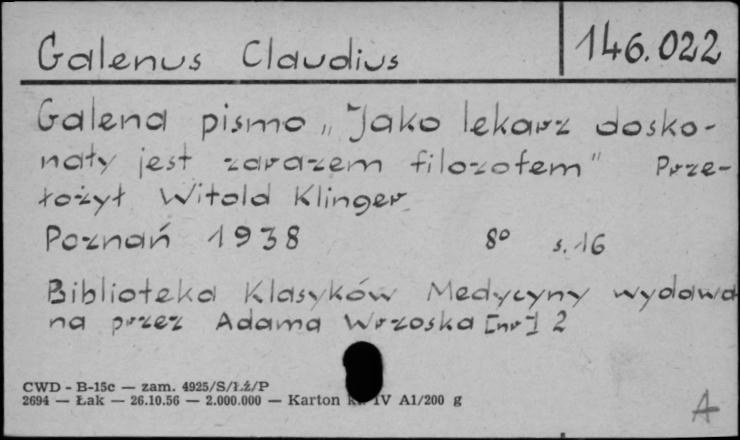 Galenus Claudius 146.022
Galena pismo „Jako lekarz dosko-
nały jest zarazem filozofem" Prze-
łożył Witold Klinger
Poznań 1938 8° s. 16
Biblioteka Klasyków Medycyny wydawa
na przez Adama Wrzoska [nr] 2
CWD - B-15c — zam. 4925/S/Łż/P
2694 — Łak — 26.10.56 — 2.000.000 — Karton IV A1/200 g
A